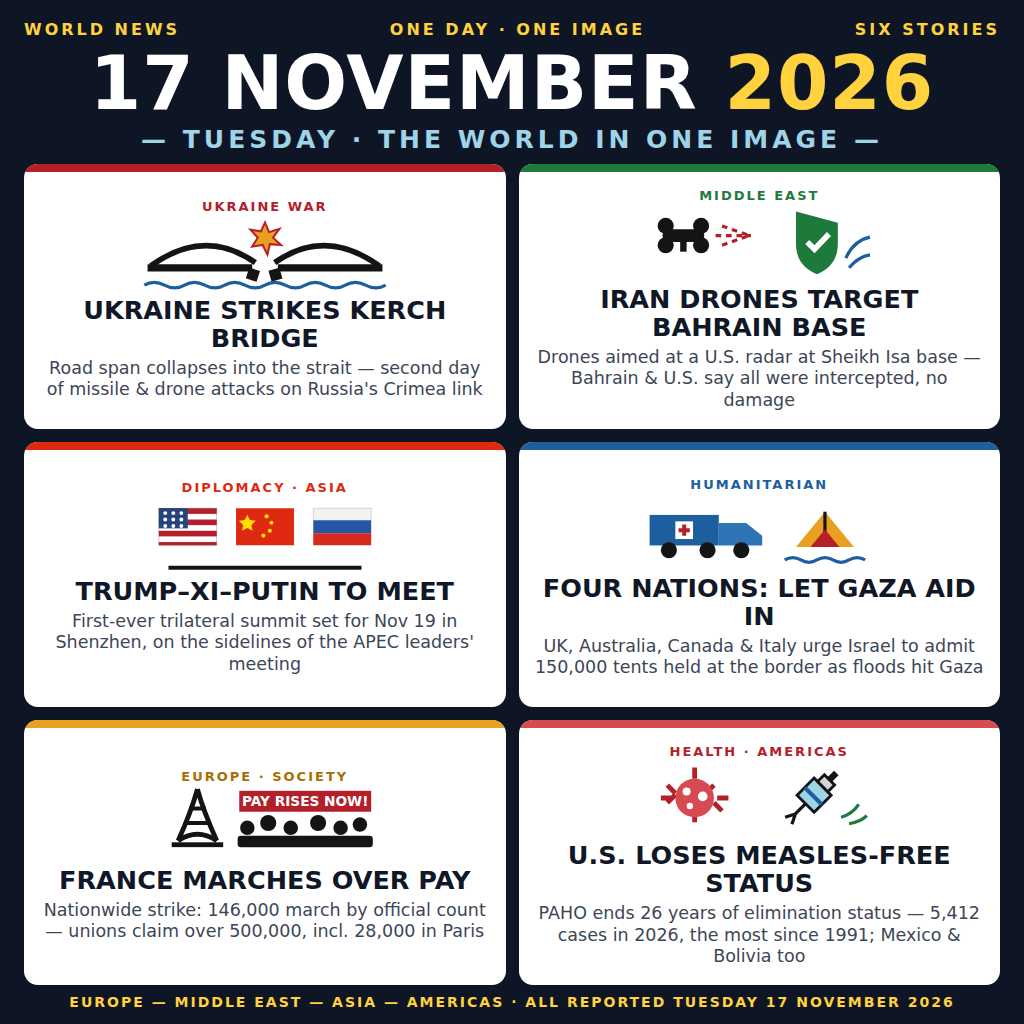 WORLD NEWS
ONE DAY · ONE IMAGE
SIX STORIES
17 NOVEMBER 2026
— TUESDAY · THE WORLD IN ONE IMAGE —
UKRAINE WAR
UKRAINE STRIKES KERCH
BRIDGE
Road span collapses into the strait — second day
of missile & drone attacks on Russia's Crimea link
MIDDLE EAST
IRAN DRONES TARGET
BAHRAIN BASE
Drones aimed at a U.S. radar at Sheikh Isa base —
Bahrain & U.S. say all were intercepted, no
damage
DIPLOMACY · ASIA
TRUMP–XI–PUTIN TO MEET
First-ever trilateral summit set for Nov 19 in
Shenzhen, on the sidelines of the APEC leaders'
meeting
HUMANITARIAN
FOUR NATIONS: LET GAZA AID
IN
UK, Australia, Canada & Italy urge Israel to admit
150,000 tents held at the border as floods hit Gaza
EUROPE · SOCIETY
PAY RISES NOW!
FRANCE MARCHES OVER PAY
Nationwide strike: 146,000 march by official count
— unions claim over 500,000, incl. 28,000 in Paris
HEALTH · AMERICAS
U.S. LOSES MEASLES-FREE
STATUS
PAHO ends 26 years of elimination status — 5,412
cases in 2026, the most since 1991; Mexico &
Bolivia too
EUROPE — MIDDLE EAST — ASIA — AMERICAS · ALL REPORTED TUESDAY 17 NOVEMBER 2026